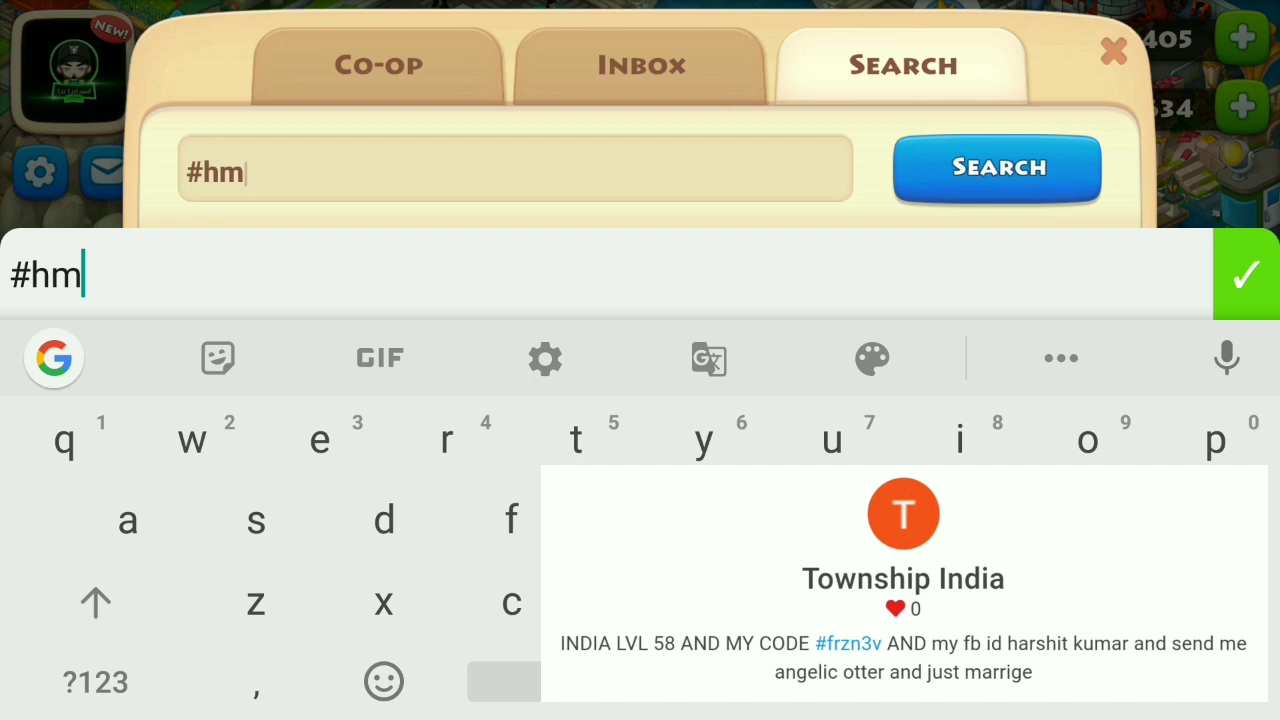 NEW!
405
634
CO-OP
INBOX
SEARCH
#hm
SEARCH
#hm
GIF
q 1 w 2 e 3 r 4 t 5 y 6 u 7 i 8 o 9 p 0
a s d f
z x c
?123 ,
T
Township India
0
INDIA LVL 58 AND MY CODE #frzn3v AND my fb id harshit kumar and send me
angelic otter and just marrige